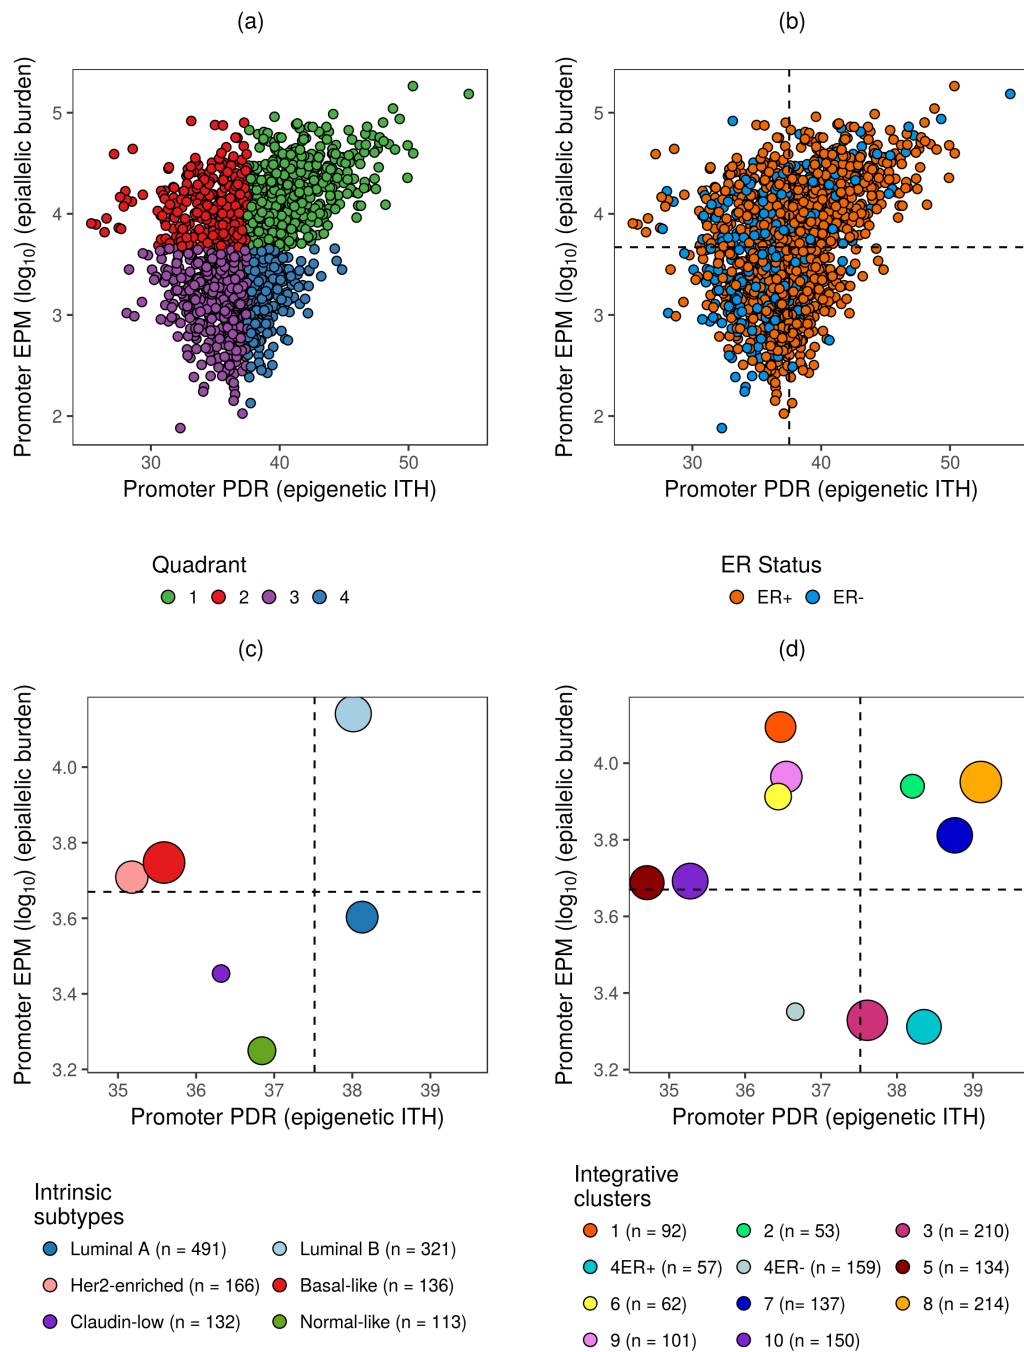 (a)
(b)
Promoter EPM (log10) (epiallelic burden)
5
4
3
2
30
40
50
Promoter PDR (epigenetic ITH)
Promoter EPM (log10) (epiallelic burden)
5
4
3
2
30
40
50
Promoter PDR (epigenetic ITH)
Quadrant
1
2
3
4
ER Status
ER+
ER-
(c)
(d)
Promoter EPM (log10) (epiallelic burden)
4.0
3.8
3.6
3.4
3.2
35
36
37
38
39
Promoter PDR (epigenetic ITH)
Promoter EPM (log10) (epiallelic burden)
4.0
3.8
3.6
3.4
3.2
35
36
37
38
39
Promoter PDR (epigenetic ITH)
Intrinsic
subtypes
Luminal A (n = 491)
Luminal B (n = 321)
Her2-enriched (n = 166)
Basal-like (n = 136)
Claudin-low (n = 132)
Normal-like (n = 113)
Integrative
clusters
1 (n = 92)
2 (n = 53)
3 (n = 210)
4ER+ (n = 57)
4ER- (n = 159)
5 (n = 134)
6 (n = 62)
7 (n= 137)
8 (n = 214)
9 (n = 101)
10 (n = 150)